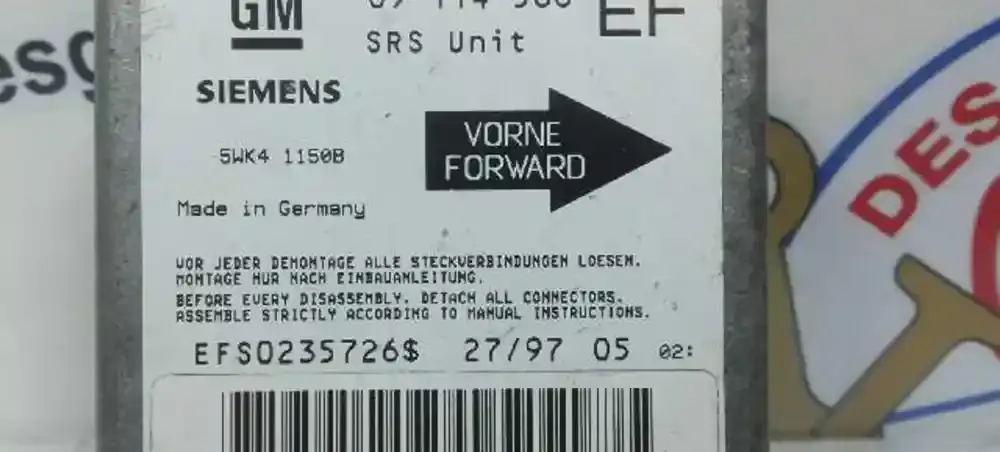 GM
EF
SRS Unit
SIEMENS
5WK4 1150B
VORNE
FORWARD
Made in Germany
VOR JEDER DEMONTAGE ALLE STECKVERBINDUNGEN LOESEN.
MONTAGE NUR NACH EINBAUANLEITUNG.
BEFORE EVERY DISASSEMBLY, DETACH ALL CONNECTORS.
ASSEMBLE STRICTLY ACCORDING TO MANUAL INSTRUCTIONS.
EFS0235726$ 27/97 05 02:
DES